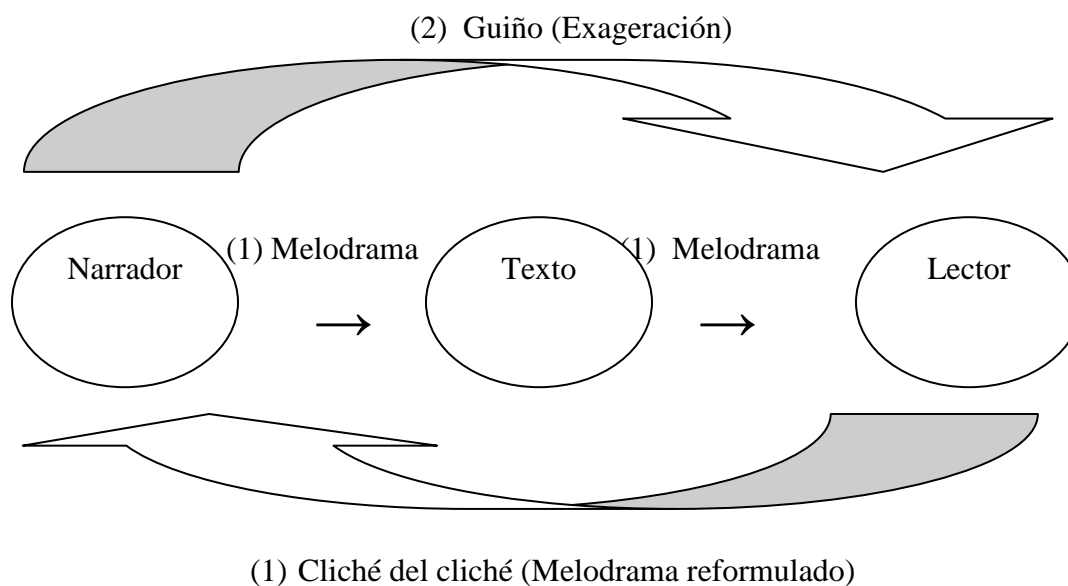 (2) Guiño (Exageración)
(1) Melodrama
(1) Melodrama
Narrador
Texto
Lector
(1) Cliché del cliché (Melodrama reformulado)